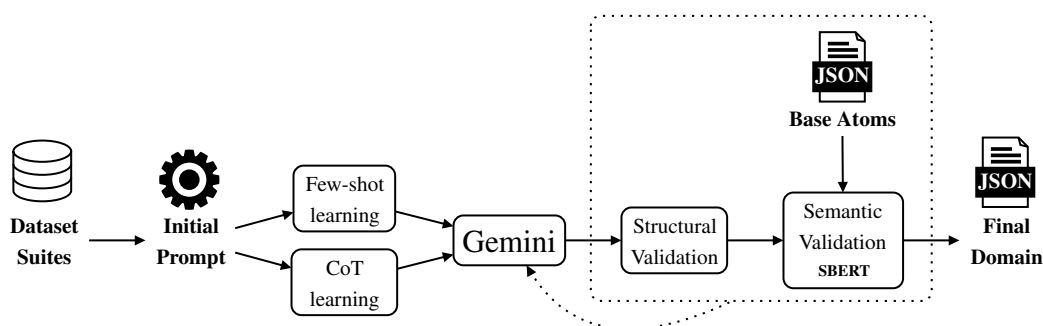 Dataset
Suites
Initial
Prompt
Few-shot
learning
CoT
learning
Gemini
Structural
Validation
JSON
Base Atoms
Semantic
Validation
SBERT
JSON
Final
Domain